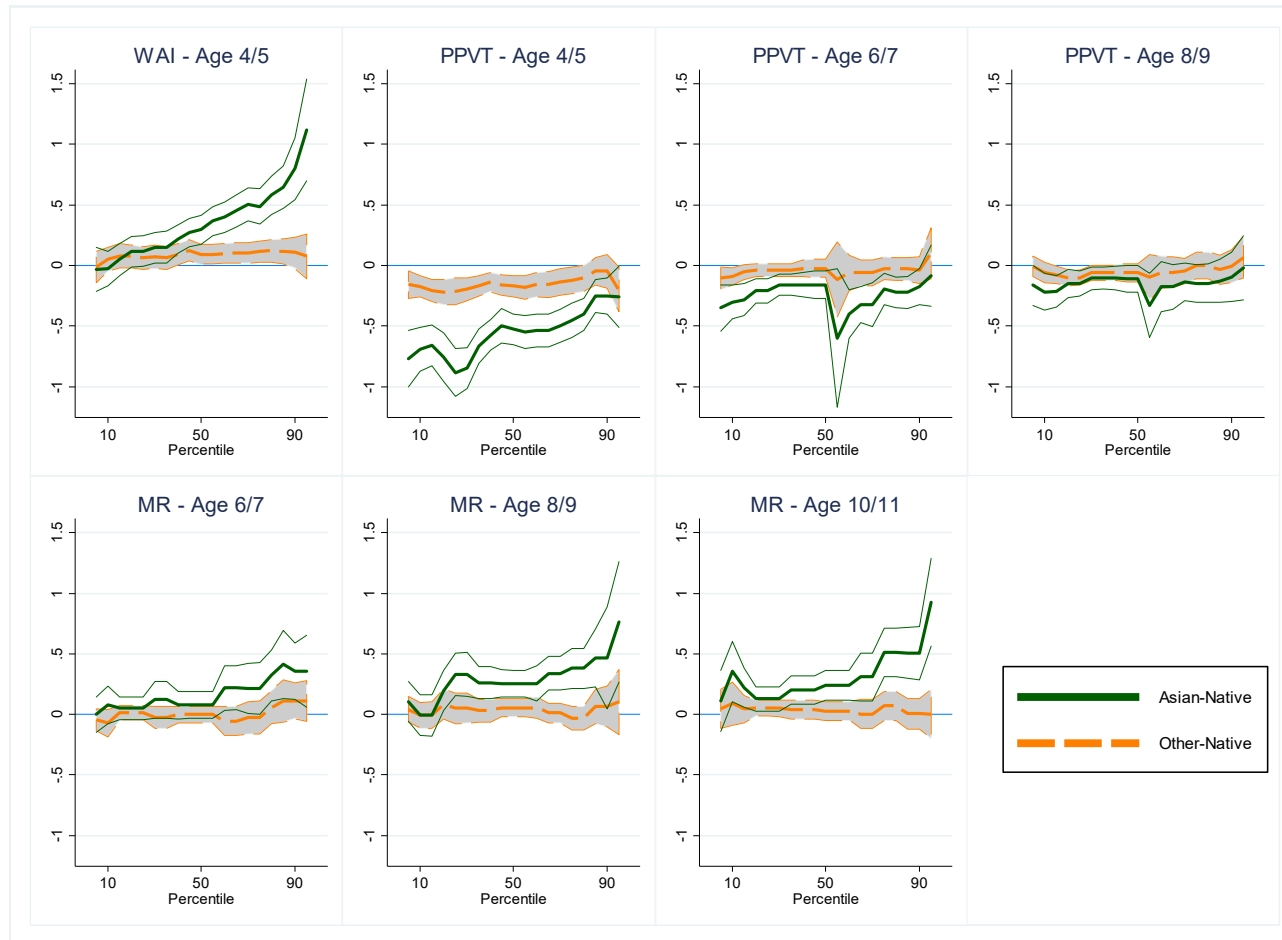 WAI - Age 4/5
1.5
1
.5
0
-.5
-1
10 50 90
Percentile
PPVT - Age 4/5
1.5
1
.5
0
-.5
-1
10 50 90
Percentile
PPVT - Age 6/7
1.5
1
.5
0
-.5
-1
10 50 90
Percentile
PPVT - Age 8/9
1.5
1
.5
0
-.5
-1
10 50 90
Percentile
MR - Age 6/7
1.5
1
.5
0
-.5
-1
10 50 90
Percentile
MR - Age 8/9
1.5
1
.5
0
-.5
-1
10 50 90
Percentile
MR - Age 10/11
1.5
1
.5
0
-.5
-1
10 50 90
Percentile
Asian-Native
Other-Native